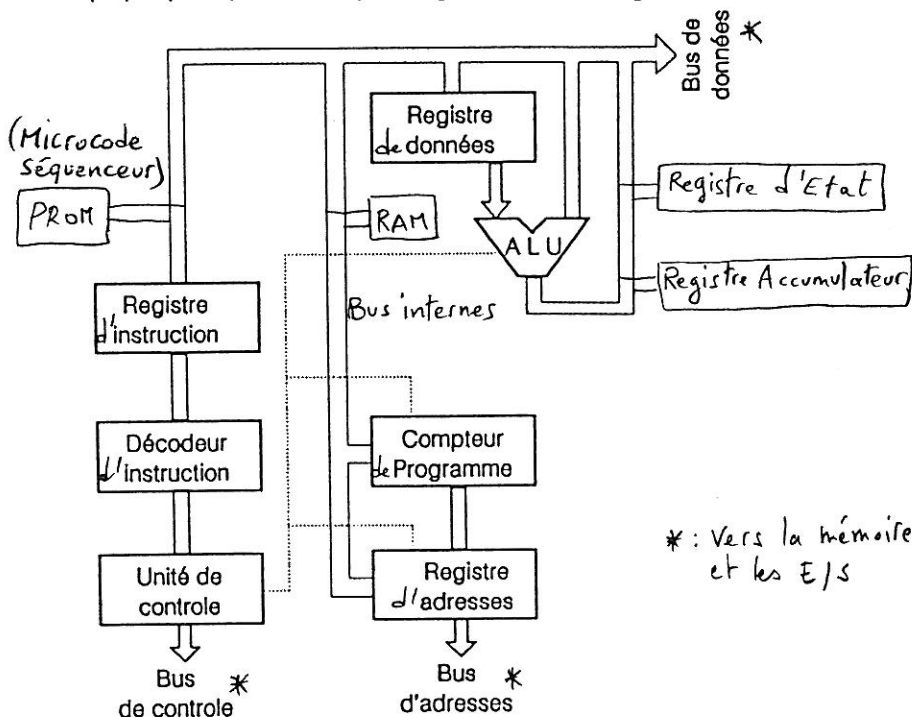 Bus de
données *
Registre
de données
(Microcode
séquenceur)
PROM
RAM
Registre d'Etat
ALU
Registre Accumulateur
Bus internes
Registre
d'instruction
Décodeur
d'instruction
Compteur
de Programme
Unité de
controle
Registre
d'adresses
* : Vers la mémoire
et les E/S
Bus *
de controle
Bus *
d'adresses